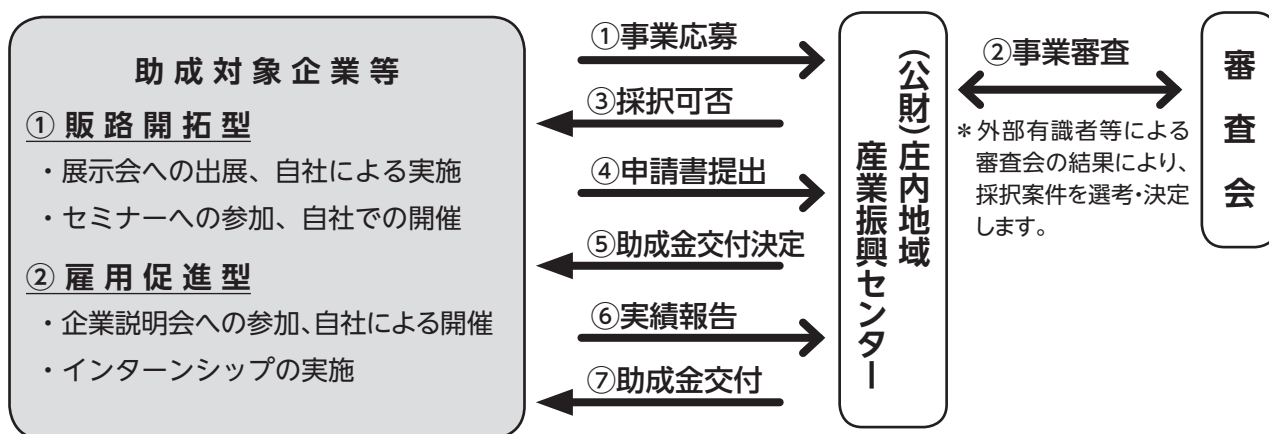 助成対象企業等
① 販路開拓型
・展示会への出展、自社による実施
・セミナーへの参加、自社での開催
② 雇用促進型
・企業説明会への参加、自社による開催
・インターンシップの実施
①事業応募
③採択可否
④申請書提出
⑤助成金交付決定
⑥実績報告
⑦助成金交付
(公財)庄内地域
産業振興センター
②事業審査
＊外部有識者等による
審査会の結果により、
採択案件を選考・決定
します。
審査会